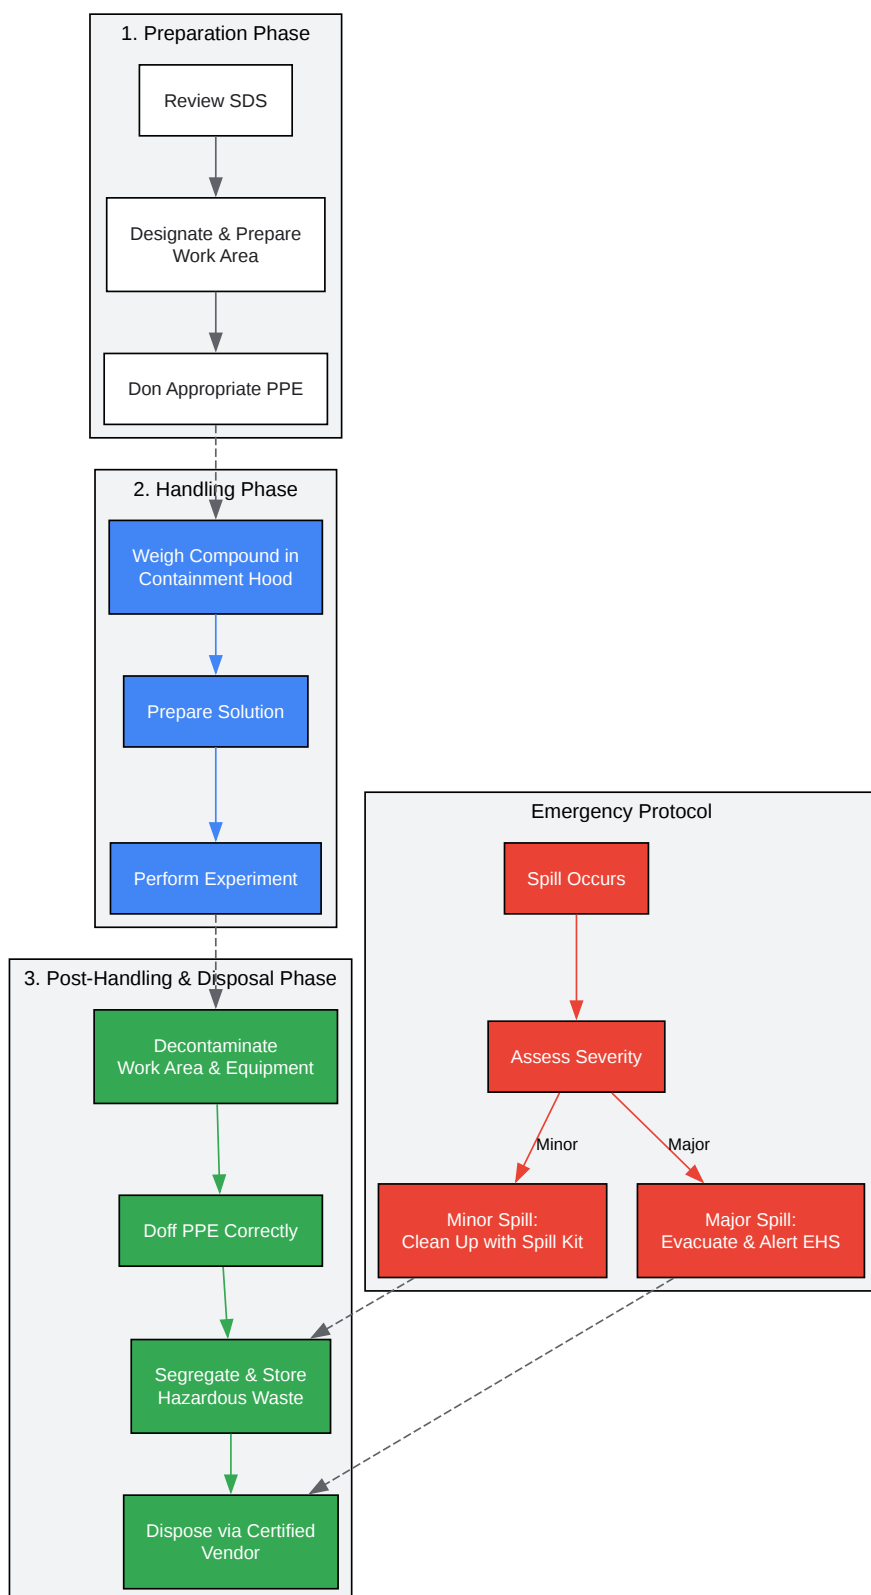 1. Preparation Phase
Review SDS
Designate & Prepare
Work Area
Don Appropriate PPE
2. Handling Phase
Weigh Compound in
Containment Hood
Prepare Solution
Perform Experiment
3. Post-Handling & Disposal Phase
Decontaminate
Work Area & Equipment
Doff PPE Correctly
Segregate & Store
Hazardous Waste
Dispose via Certified
Vendor
Emergency Protocol
Spill Occurs
Assess Severity
Minor
Major
Minor Spill:
Clean Up with Spill Kit
Major Spill:
Evacuate & Alert EHS